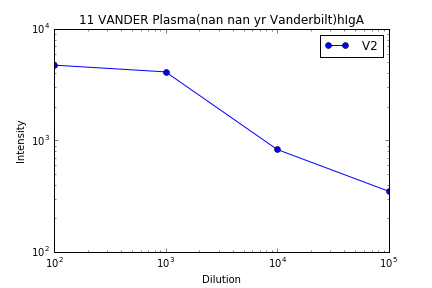 11 VANDER Plasma(nan nan yr Vanderbilt)hIgA
V2
Intensity
10⁴
10³
10²
10² 10³ 10⁴ 10⁵
Dilution